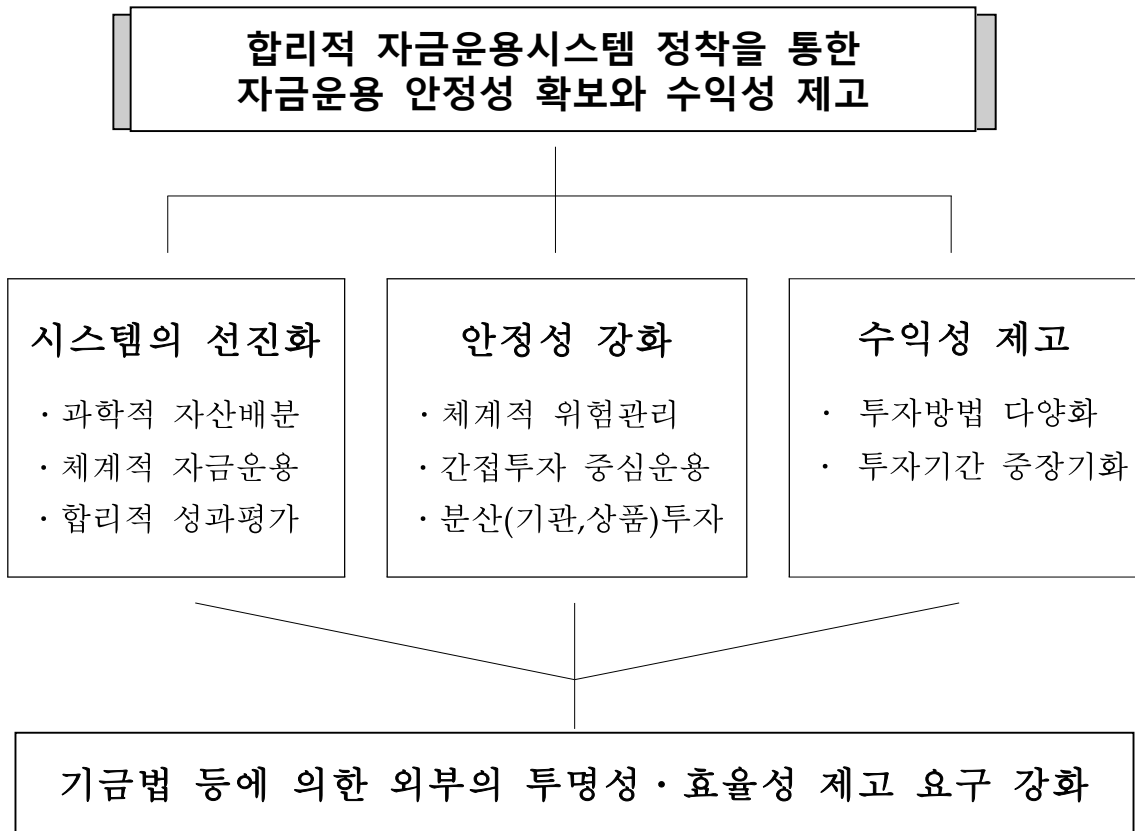 합리적 자금운용시스템 정착을 통한
자금운용 안정성 확보와 수익성 제고
시스템의 선진화
· 과학적 자산배분
· 체계적 자금운용
· 합리적 성과평가
안정성 강화
· 체계적 위험관리
· 간접투자 중심운용
· 분산(기관,상품)투자
수익성 제고
· 투자방법 다양화
· 투자기간 중장기화
기금법 등에 의한 외부의 투명성 · 효율성 제고 요구 강화